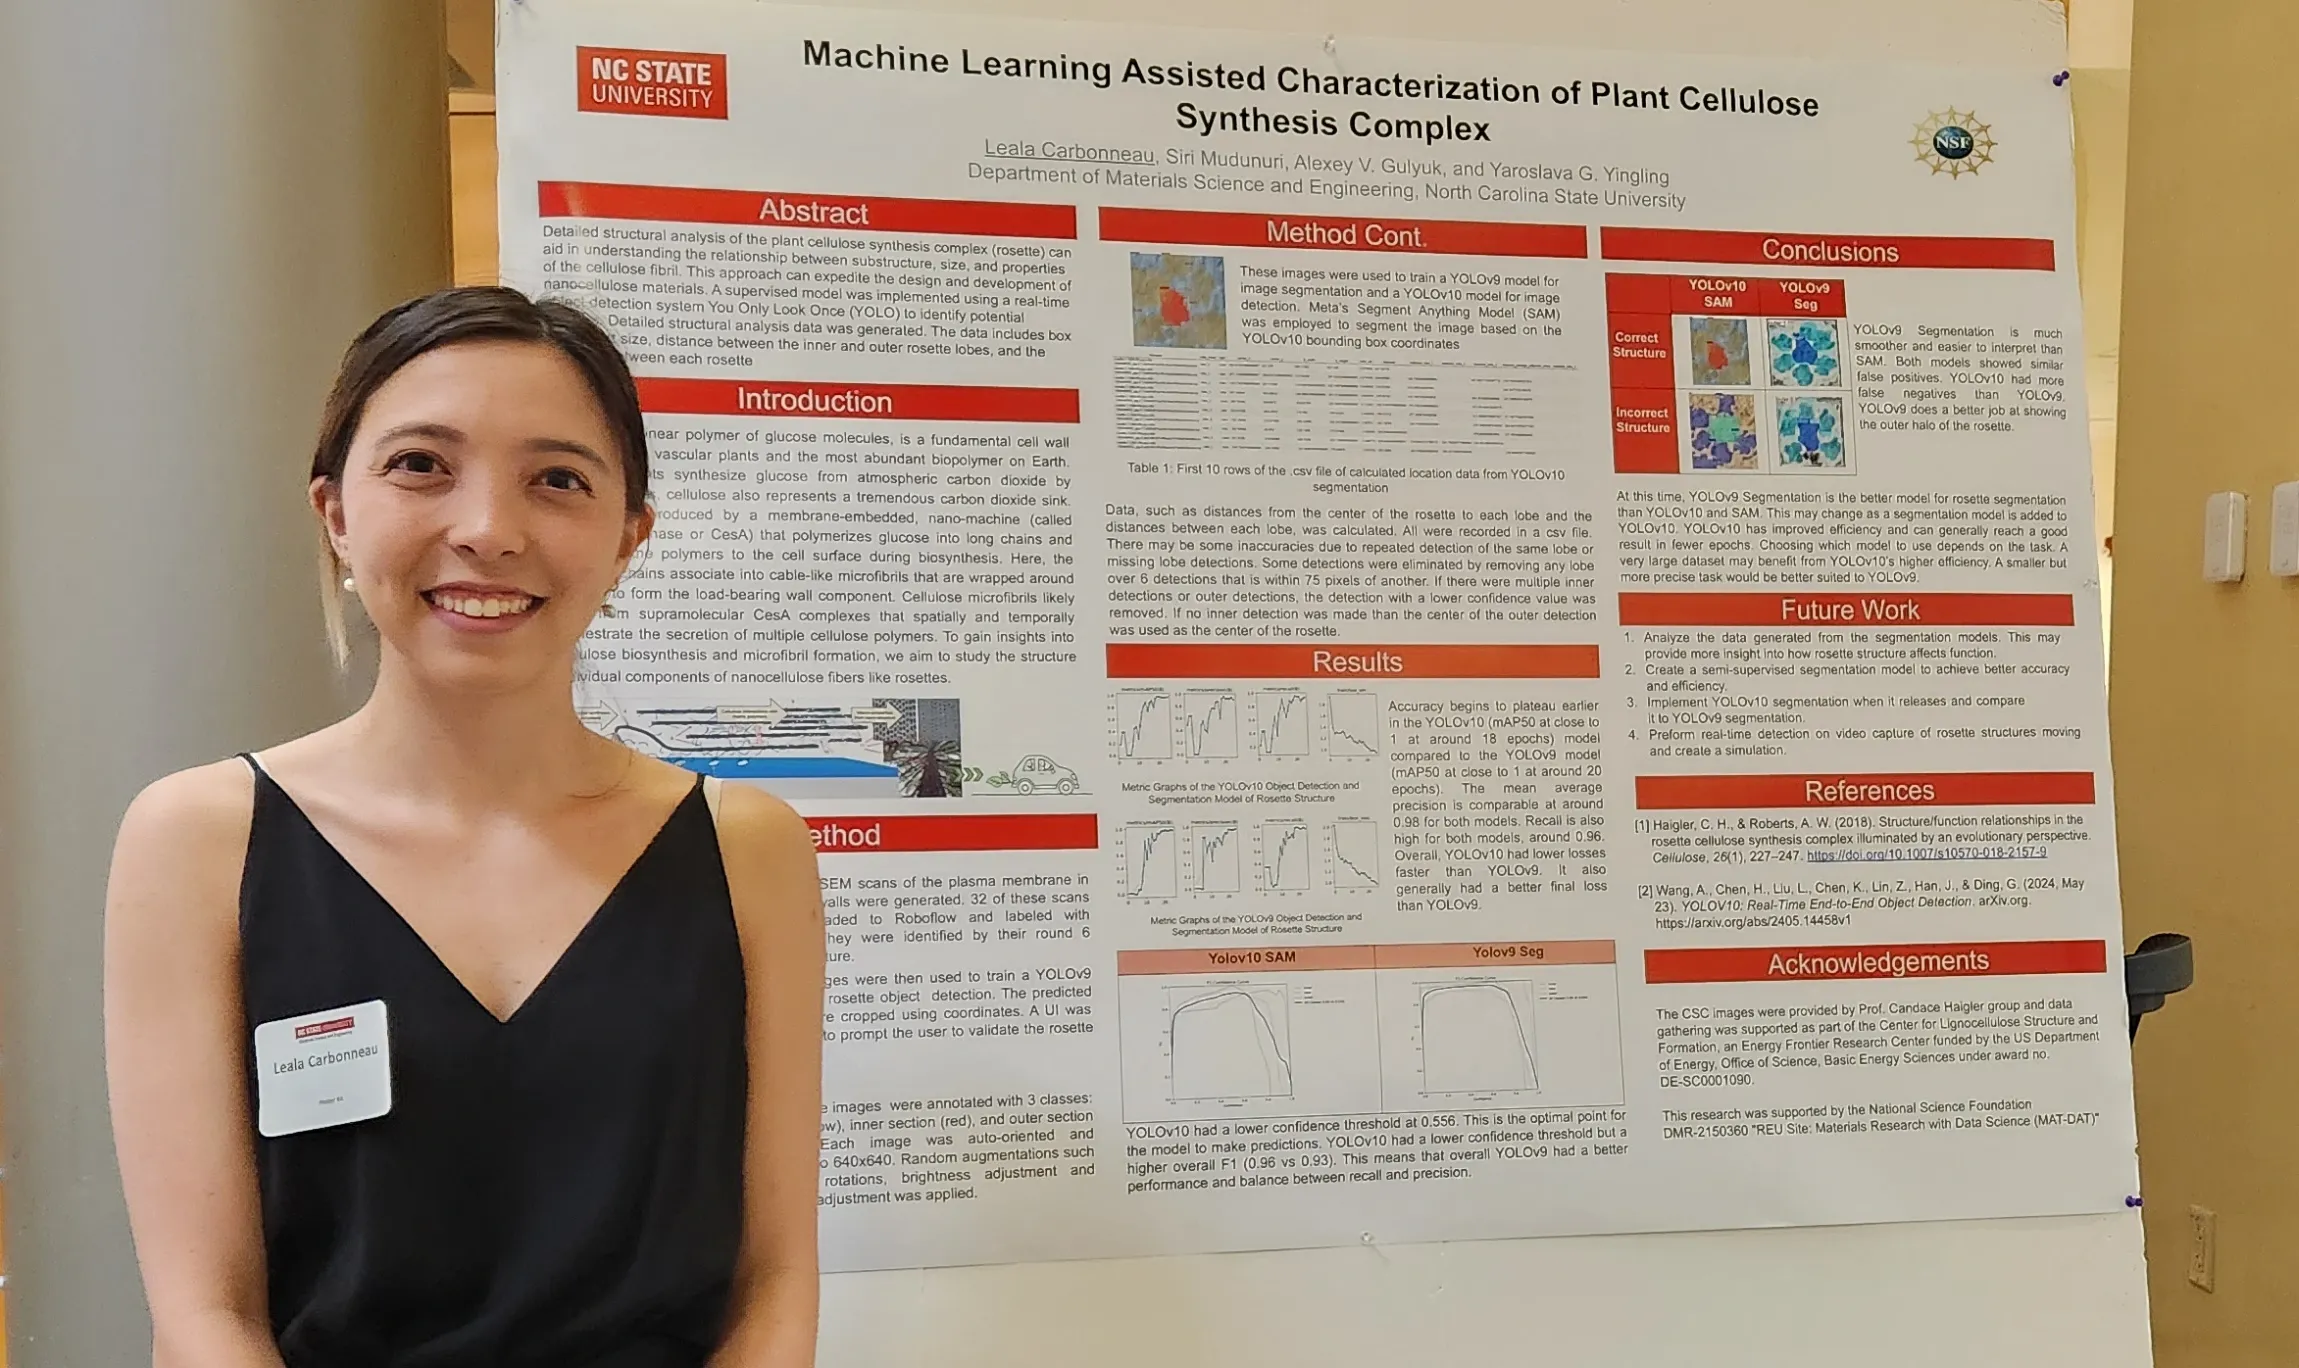 NC STATE
UNIVERSITY
Machine Learning Assisted Characterization of Plant Cellulose
Synthesis Complex
Leala Carbonneau, Siri Mudunuri, Alexey V. Gulyuk, and Yaroslava G. Yingling
Department of Materials Science and Engineering, North Carolina State University
NSF
Abstract
Detailed structural analysis of the plant cellulose synthesis complex (rosette) can
aid in understanding the relationship between substructure, size, and properties
of the cellulose fibril. This approach can expedite the design and development of
nanocellulose materials. A supervised model was implemented using a real-time
detection system You Only Look Once (YOLO) to identify potential
Detailed structural analysis data was generated. The data includes box
size, distance between the inner and outer rosette lobes, and the
tween each rosette
Introduction
near polymer of glucose molecules, is a fundamental cell wall
vascular plants and the most abundant biopolymer on Earth.
ts synthesize glucose from atmospheric carbon dioxide by
cellulose also represents a tremendous carbon dioxide sink.
roduced by a membrane-embedded, nano-machine (called
hase or CesA) that polymerizes glucose into long chains and
polymers to the cell surface during biosynthesis. Here, the
hains associate into cable-like microfibrils that are wrapped around
to form the load-bearing wall component. Cellulose microfibrils likely
supramolecular CesA complexes that spatially and temporally
estrate the secretion of multiple cellulose polymers. To gain insights into
ulose biosynthesis and microfibril formation, we aim to study the structure
vidual components of nanocellulose fibers like rosettes.
ethod
SEM scans of the plasma membrane in
valls were generated. 32 of these scans
aded to Roboflow and labeled with
hey were identified by their round 6
ture.
ges were then used to train a YOLOv9
rosette object detection. The predicted
e cropped using coordinates. A UI was
to prompt the user to validate the rosette
e images were annotated with 3 classes:
ow), inner section (red), and outer section
Each image was auto-oriented and
o 640x640. Random augmentations such
rotations, brightness adjustment and
adjustment was applied.
Method Cont.
These images were used to train a YOLOv9 model for
image segmentation and a YOLOv10 model for image
detection. Meta's Segment Anything Model (SAM)
was employed to segment the image based on the
YOLOv10 bounding box coordinates
Table 1: First 10 rows of the .csv file of calculated location data from YOLOv10
segmentation
Data, such as distances from the center of the rosette to each lobe and the
distances between each lobe, was calculated. All were recorded in a csv file.
There may be some inaccuracies due to repeated detection of the same lobe or
missing lobe detections. Some detections were eliminated by removing any lobe
over 6 detections that is within 75 pixels of another. If there were multiple inner
detections or outer detections, the detection with a lower confidence value was
removed. If no inner detection was made than the center of the outer detection
was used as the center of the rosette.
Results
Accuracy begins to plateau earlier
in the YOLOv10 (mAP50 at close to
1 at around 18 epochs) model
compared to the YOLOv9 model
(mAP50 at close to 1 at around 20
epochs). The mean average
precision is comparable at around
0.98 for both models. Recall is also
high for both models, around 0.96.
Overall, YOLOv10 had lower losses
faster than YOLOv9. It also
generally had a better final loss
than YOLOv9.
Metric Graphs of the YOLOv10 Object Detection and
Segmentation Model of Rosette Structure
Metric Graphs of the YOLOv9 Object Detection and
Segmentation Model of Rosette Structure
Yolov10 SAM
Yolov9 Seg
YOLOv10 had a lower confidence threshold at 0.556. This is the optimal point for
the model to make predictions. YOLOv10 had a lower confidence threshold but a
higher overall F1 (0.96 vs 0.93). This means that overall YOLOv9 had a better
performance and balance between recall and precision.
Conclusions
YOLOv10
SAM
YOLOv9
Seg
Correct
Structure
Incorrect
Structure
YOLOv9 Segmentation is much
smoother and easier to interpret than
SAM. Both models showed similar
false positives. YOLOv10 had more
false negatives than YOLOv9.
YOLOv9 does a better job at showing
the outer halo of the rosette.
At this time, YOLOv9 Segmentation is the better model for rosette segmentation
than YOLOv10 and SAM. This may change as a segmentation model is added to
YOLOv10. YOLOv10 has improved efficiency and can generally reach a good
result in fewer epochs. Choosing which model to use depends on the task. A
very large dataset may benefit from YOLOv10's higher efficiency. A smaller but
more precise task would be better suited to YOLOv9.
Future Work
1. Analyze the data generated from the segmentation models. This may
provide more insight into how rosette structure affects function.
2. Create a semi-supervised segmentation model to achieve better accuracy
and efficiency.
3. Implement YOLOv10 segmentation when it releases and compare
it to YOLOv9 segmentation.
4. Preform real-time detection on video capture of rosette structures moving
and create a simulation.
References
[1] Haigler, C. H., & Roberts, A. W. (2018). Structure/function relationships in the
rosette cellulose synthesis complex illuminated by an evolutionary perspective.
Cellulose, 26(1), 227–247. https://doi.org/10.1007/s10570-018-2157-9
[2] Wang, A., Chen, H., Liu, L., Chen, K., Lin, Z., Han, J., & Ding, G. (2024, May
23). YOLOV10: Real-Time End-to-End Object Detection. arXiv.org.
https://arxiv.org/abs/2405.14458v1
Acknowledgements
The CSC images were provided by Prof. Candace Haigler group and data
gathering was supported as part of the Center for Lignocellulose Structure and
Formation, an Energy Frontier Research Center funded by the US Department
of Energy, Office of Science, Basic Energy Sciences under award no.
DE-SC0001090.
This research was supported by the National Science Foundation
DMR-2150360 "REU Site: Materials Research with Data Science (MAT-DAT)"
NC STATE UNIVERSITY
Leala Carbonneau